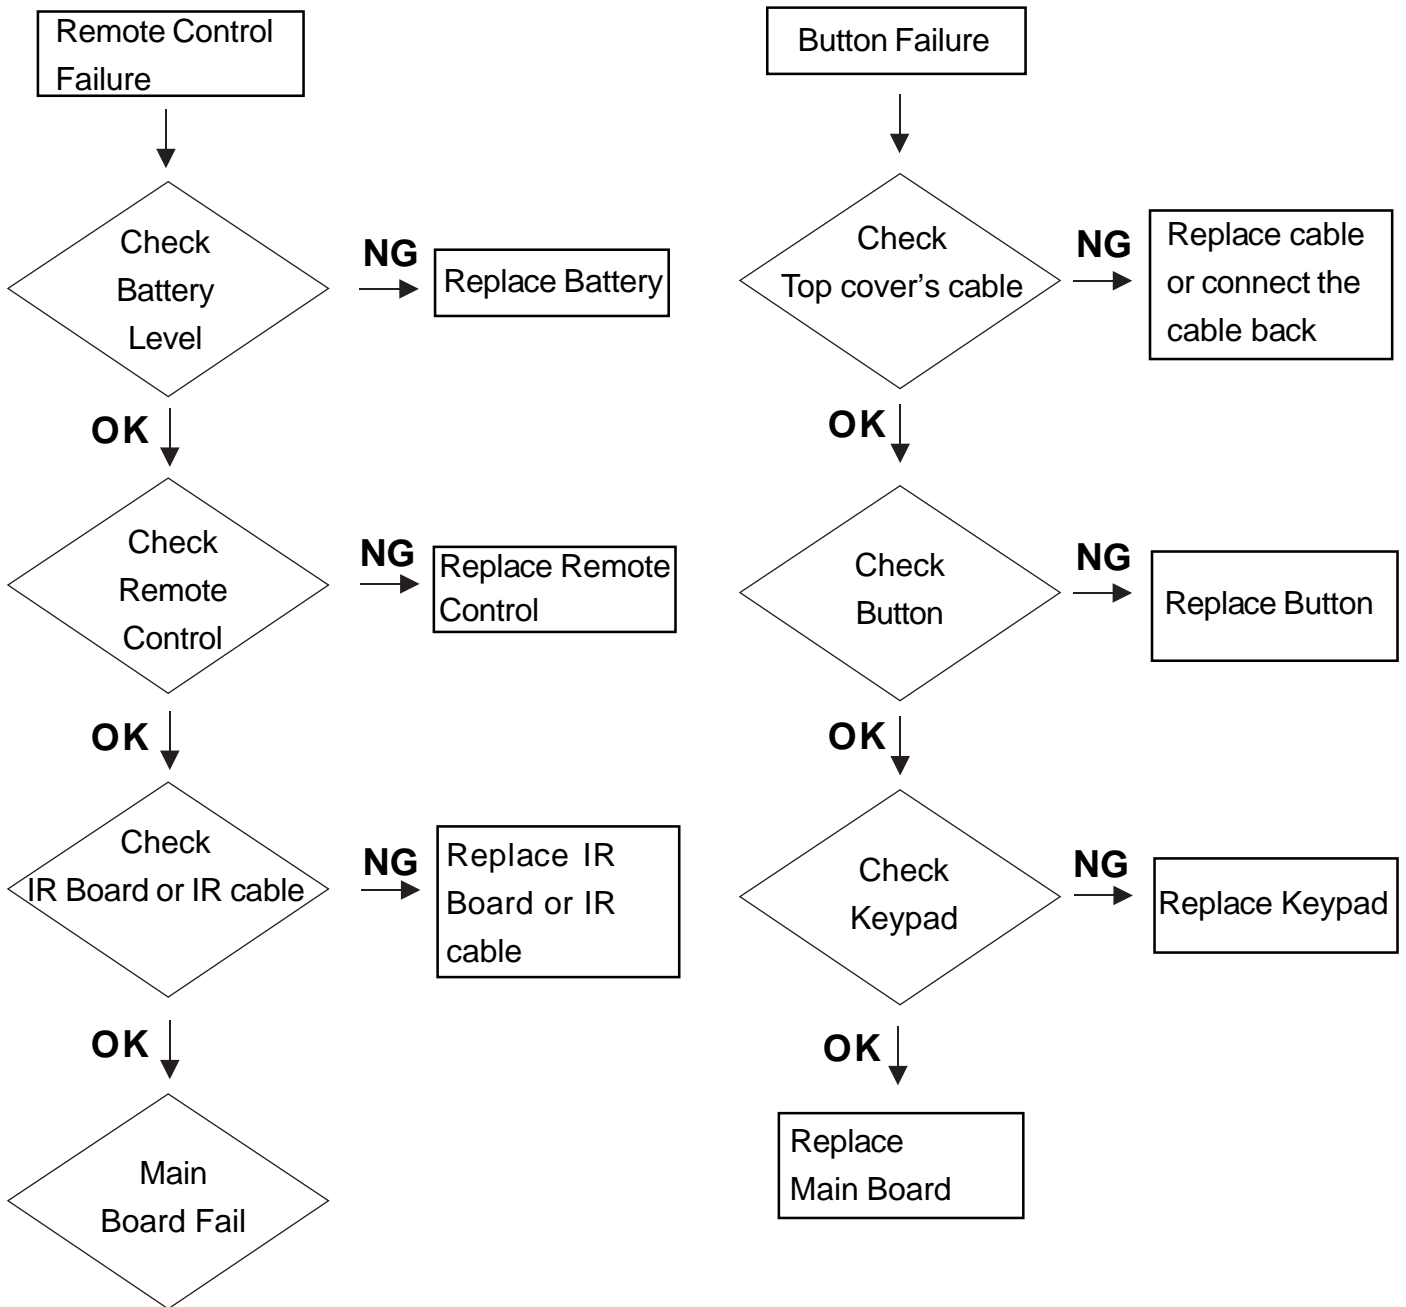 Remote Control
Failure
Check
Battery
Level
NG
Replace Battery
OK
Check
Remote
Control
NG
Replace Remote
Control
OK
Check
IR Board or IR cable
NG
Replace IR
Board or IR
cable
OK
Main
Board Fail
Button Failure
Check
Top cover’s cable
NG
Replace cable
or connect the
cable back
OK
Check
Button
NG
Replace Button
OK
Check
Keypad
NG
Replace Keypad
OK
Replace
Main Board